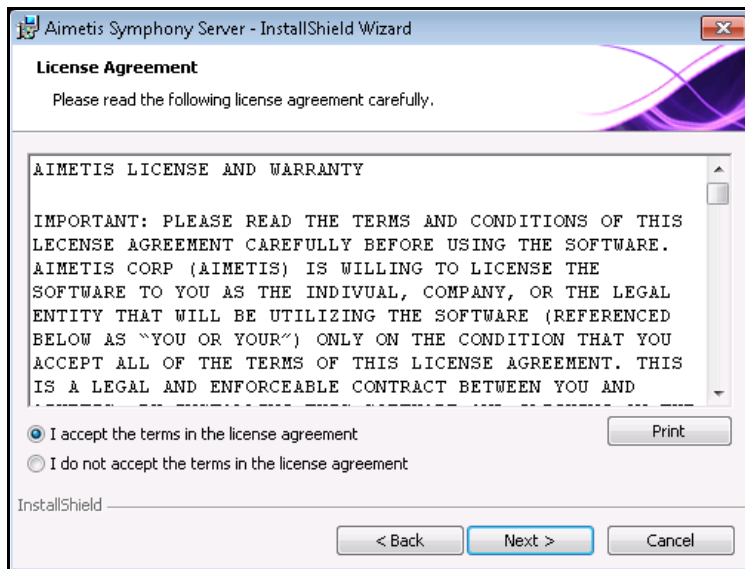 Aimetis Symphony Server - InstallShield Wizard
License Agreement
Please read the following license agreement carefully.
AIMETIS LICENSE AND WARRANTY
IMPORTANT: PLEASE READ THE TERMS AND CONDITIONS OF THIS
LECENSE AGREEMENT CAREFULLY BEFORE USING THE SOFTWARE.
AIMETIS CORP (AIMETIS) IS WILLING TO LICENSE THE
SOFTWARE TO YOU AS THE INDIVUAL, COMPANY, OR THE LEGAL
ENTITY THAT WILL BE UTILIZING THE SOFTWARE (REFERENCED
BELOW AS "YOU OR YOUR") ONLY ON THE CONDITION THAT YOU
ACCEPT ALL OF THE TERMS OF THIS LICENSE AGREEMENT. THIS
IS A LEGAL AND ENFORCEABLE CONTRACT BETWEEN YOU AND
I accept the terms in the license agreement
Print
I do not accept the terms in the license agreement
InstallShield
< Back
Next >
Cancel